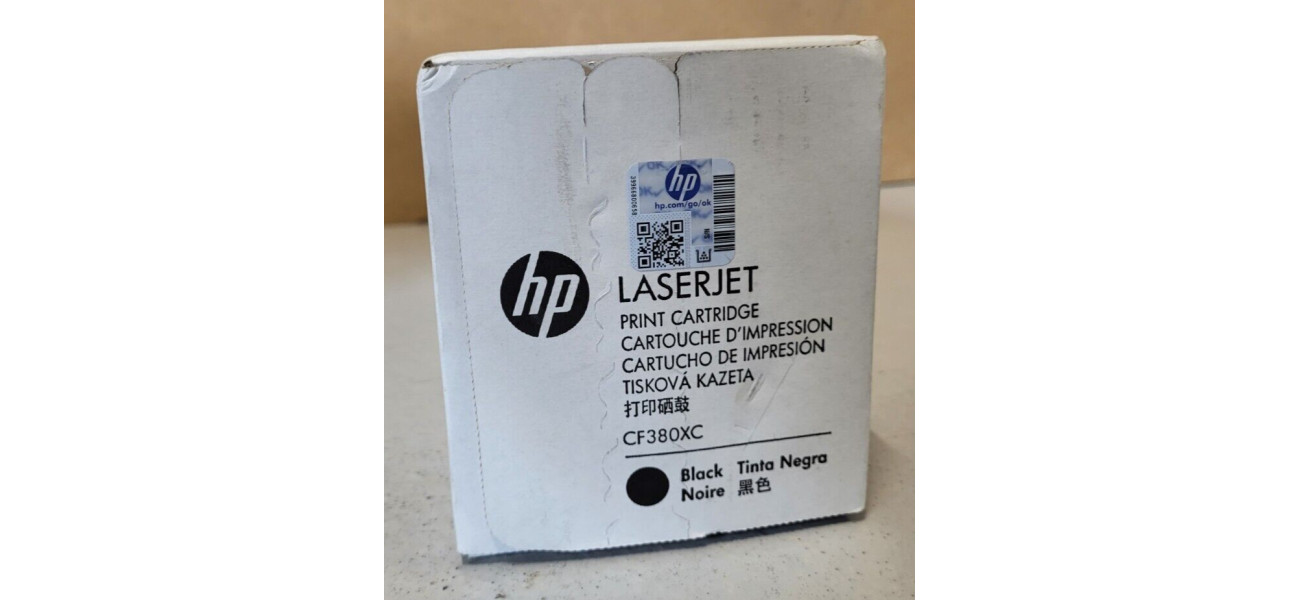 hp
hp.com/go/ok
S/N
hp
LASERJET
PRINT CARTRIDGE
CARTOUCHE D'IMPRESSION
CARTUCHO DE IMPRESIÓN
TISKOVÁ KAZETA
打印硒鼓
CF380XC
Black Tinta Negra
Noire 黑色